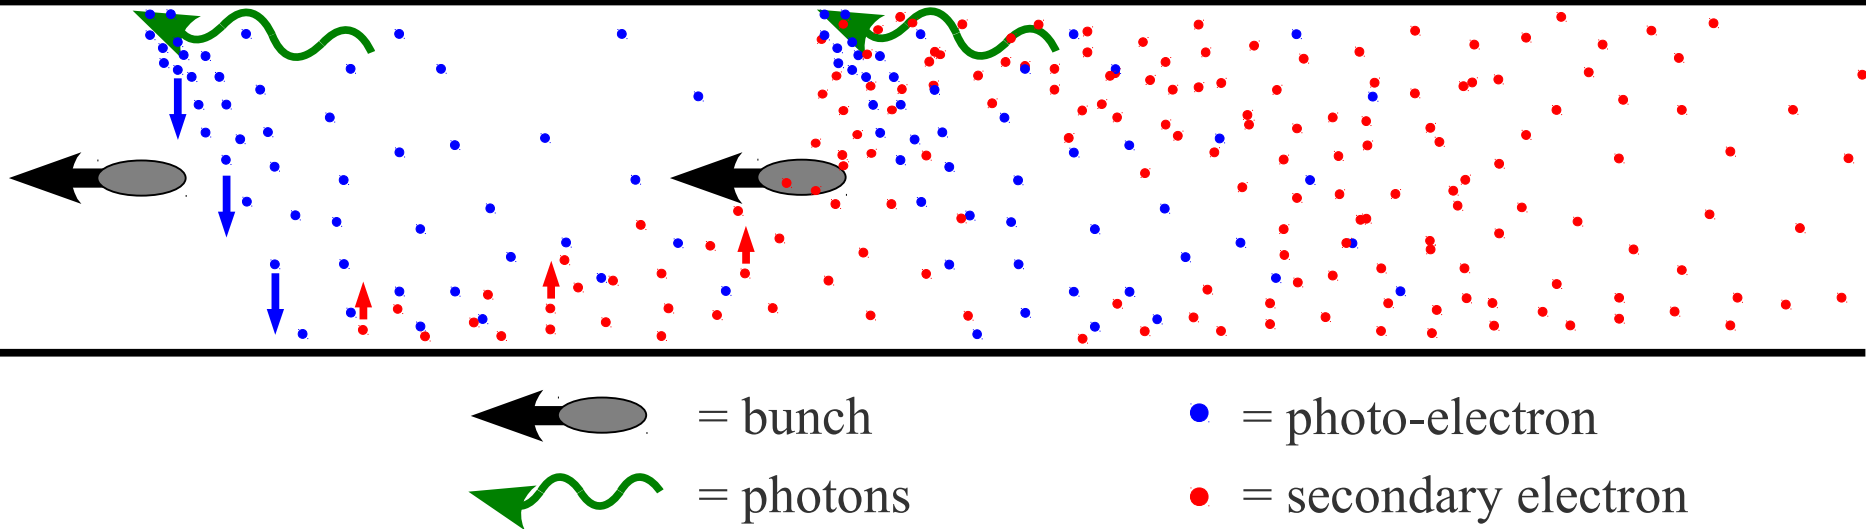 = bunch
= photo-electron
= photons
= secondary electron